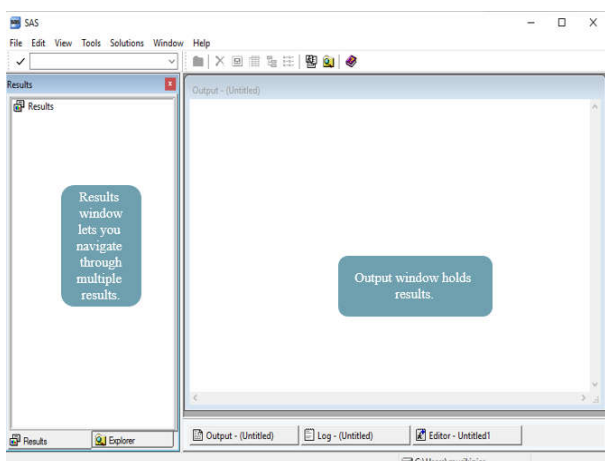 SAS
File Edit View Tools Solutions Window Help
Results
Output - (Untitled)
Results
Results
window
lets you
navigate
through
multiple
results.
Output window holds
results.
Results Explorer
Output - (Untitled) Log - (Untitled) Editor - Untitled1